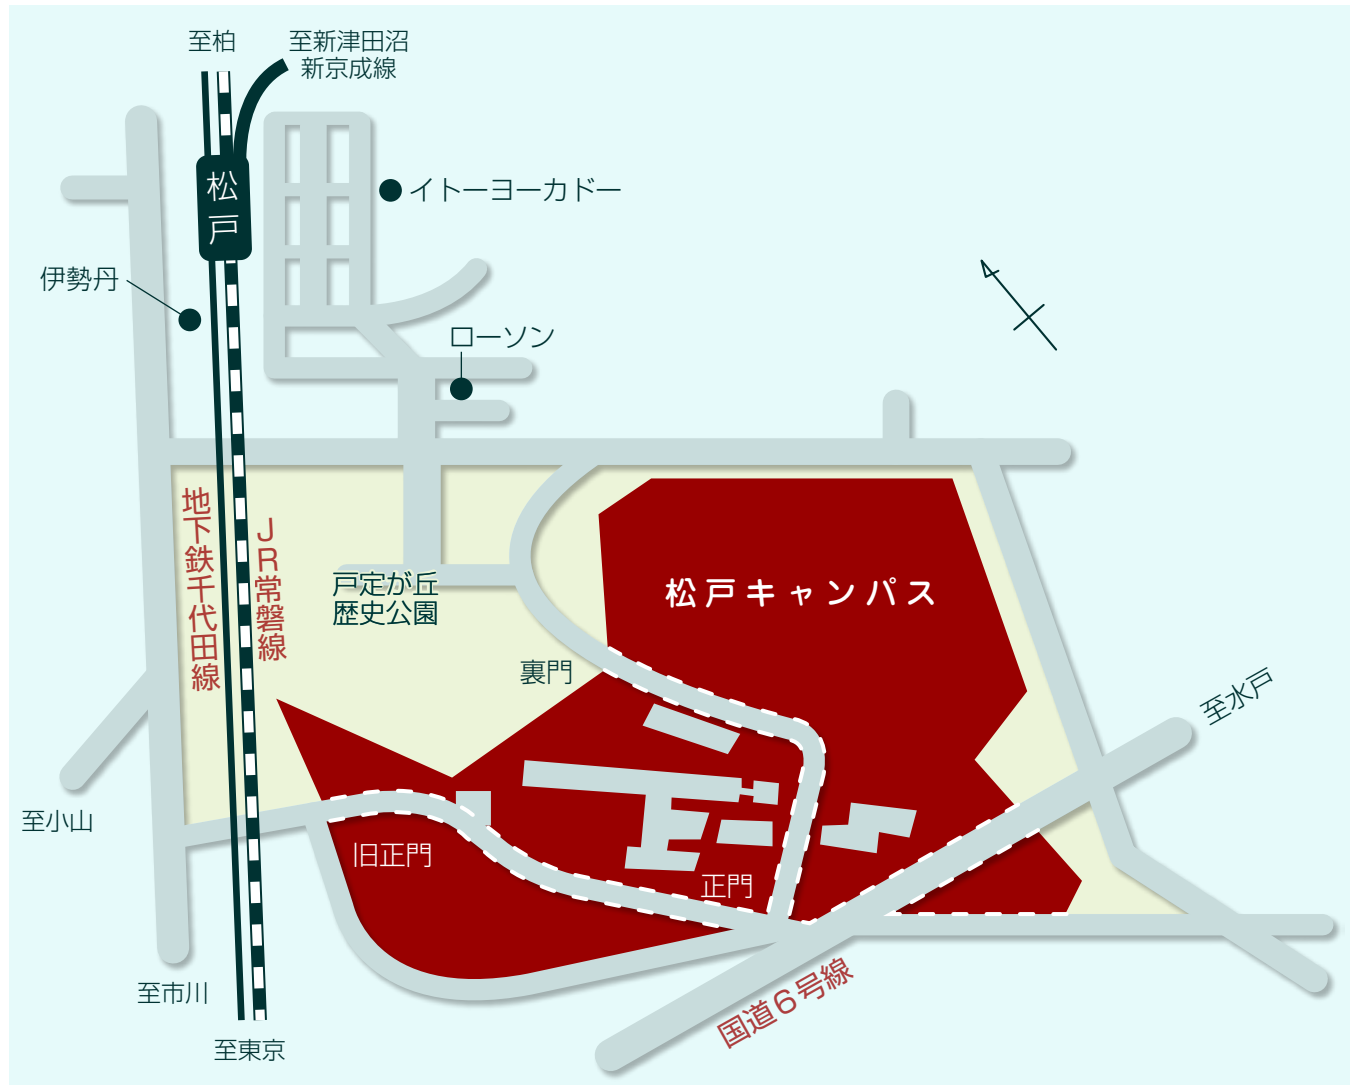 至柏
至新津田沼
新京成線
松戸
イトーヨーカドー
伊勢丹
ローソン
地下鉄千代田線
JR常磐線
戸定が丘
歴史公園
松戸キャンパス
裏門
至水戸
至小山
旧正門
正門
国道6号線
至市川
至東京